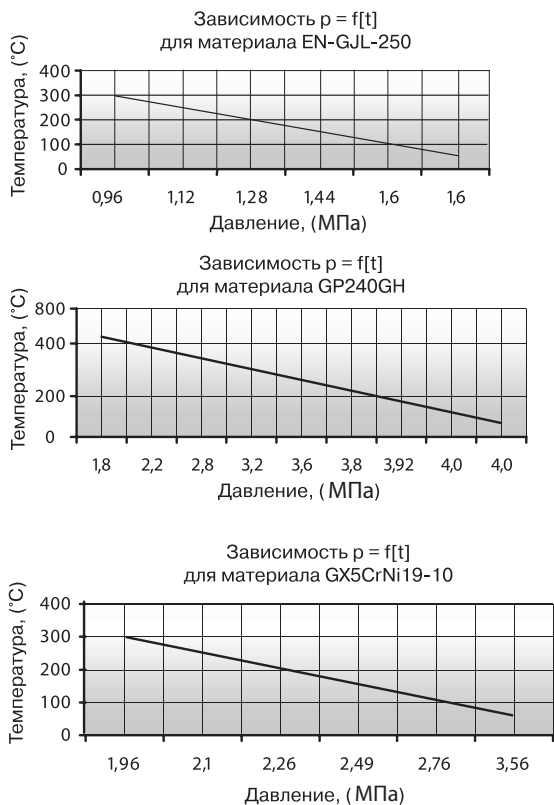 Зависимость p = f[t]
для материала EN-GJL-250
Температура, (°C)
400
300
200
100
0
0,96 1,12 1,28 1,44 1,6 1,6
Давление, (МПа)
Зависимость p = f[t]
для материала GP240GH
Температура, (°C)
800
400
200
0
1,8 2,2 2,8 3,2 3,6 3,8 3,92 4,0 4,0
Давление, (МПа)
Зависимость p = f[t]
для материала GX5CrNi19-10
Температура, (°C)
400
300
200
100
0
1,96 2,1 2,26 2,49 2,76 3,56
Давление, (МПа)